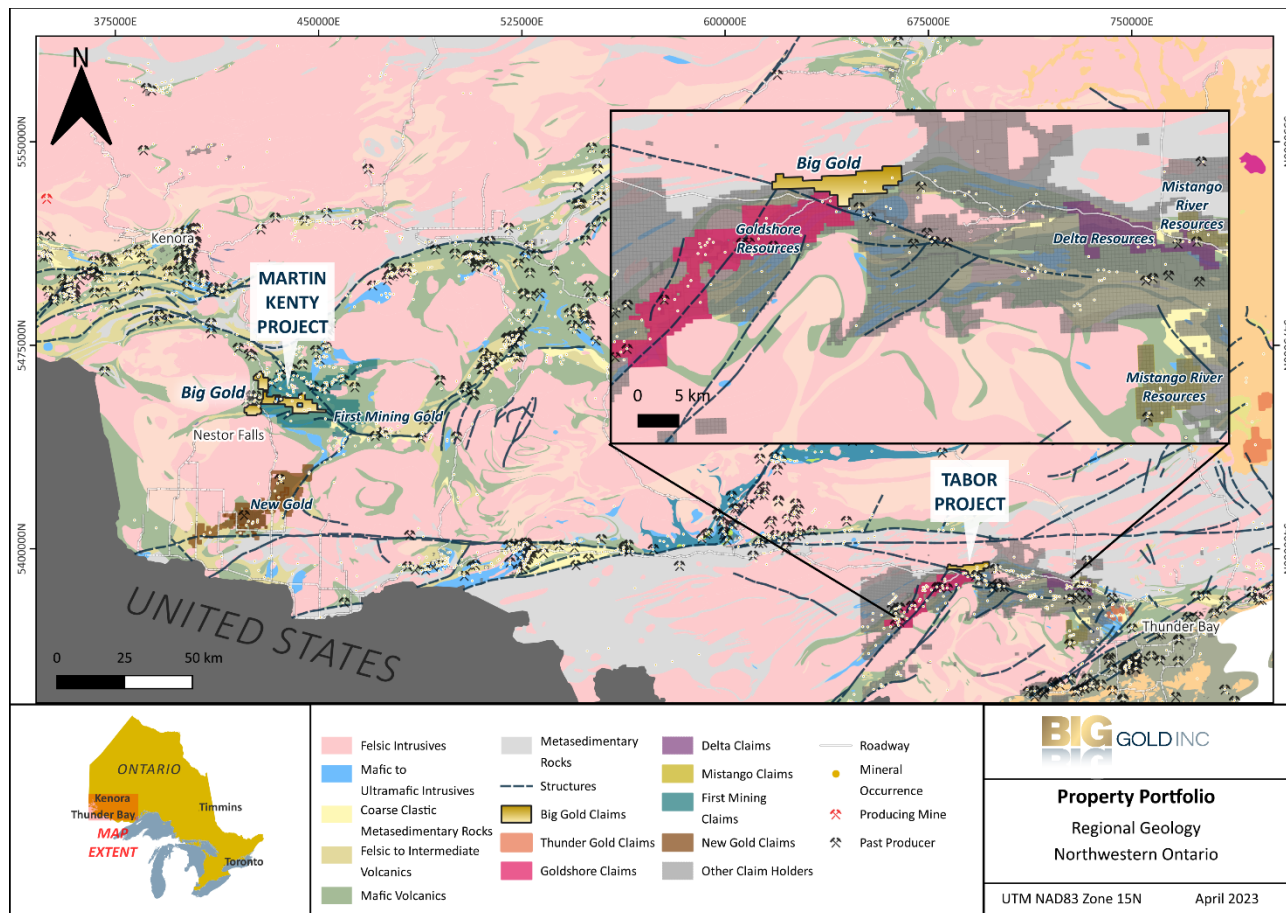 375000E
450000E
525000E
600000E
675000E
750000E
N
5550000N
5475000N
5400000N
Kenora
MARTIN
KENTY
PROJECT
Big Gold
First Mining Gold
Nestor Falls
New Gold
UNITED STATES
0 25 50 km
Big Gold
Goldshore
Resources
Delta Resources
Mistango
River
Resources
Mistango River
Resources
0 5 km
TABOR
PROJECT
Thunder Bay
ONTARIO
Kenora
Thunder Bay
MAP
EXTENT
Timmins
Toronto
Felsic Intrusives
Mafic to
Ultramafic Intrusives
Coarse Clastic
Metasedimentary Rocks
Felsic to Intermediate
Volcanics
Mafic Volcanics
Metasedimentary
Rocks
Structures
Big Gold Claims
Thunder Gold Claims
Goldshore Claims
Delta Claims
Mistango Claims
First Mining
Claims
New Gold Claims
Other Claim Holders
Roadway
Mineral
Occurrence
Producing Mine
Past Producer
BIG GOLD INC
Property Portfolio
Regional Geology
Northwestern Ontario
UTM NAD83 Zone 15N April 2023